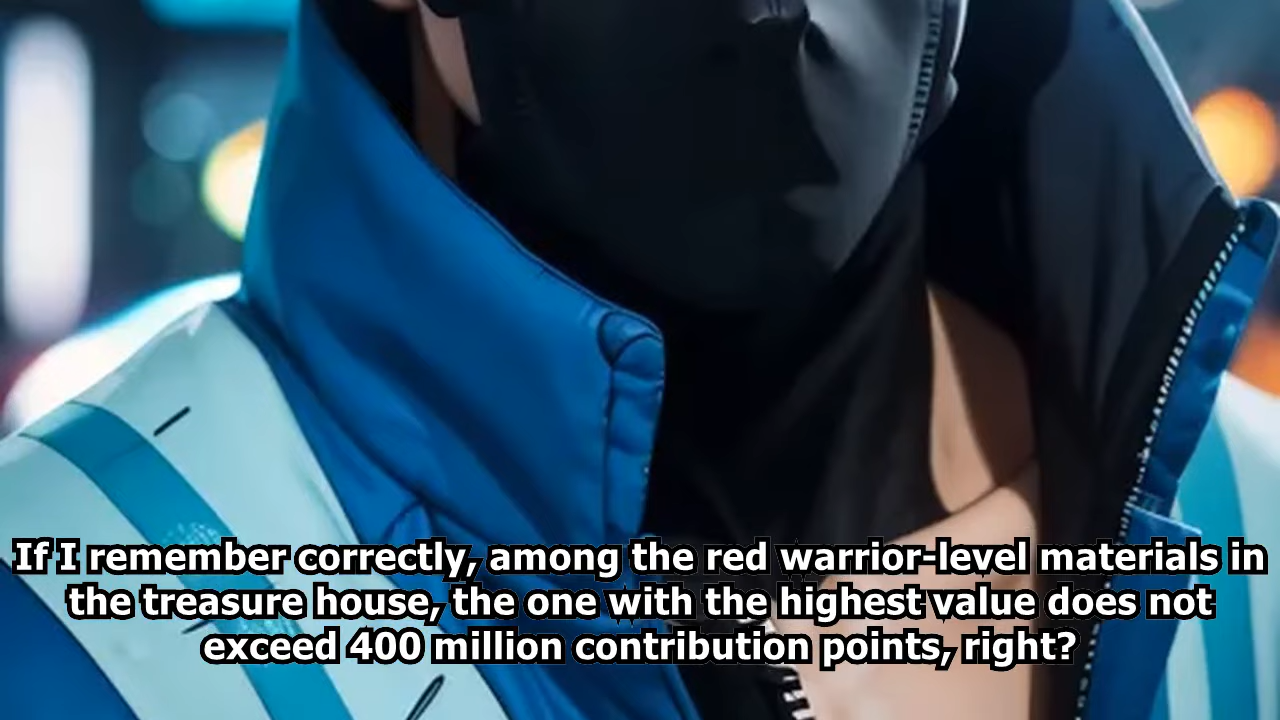 If I remember correctly, among the red warrior-level materials in
the treasure house, the one with the highest value does not
exceed 400 million contribution points, right?